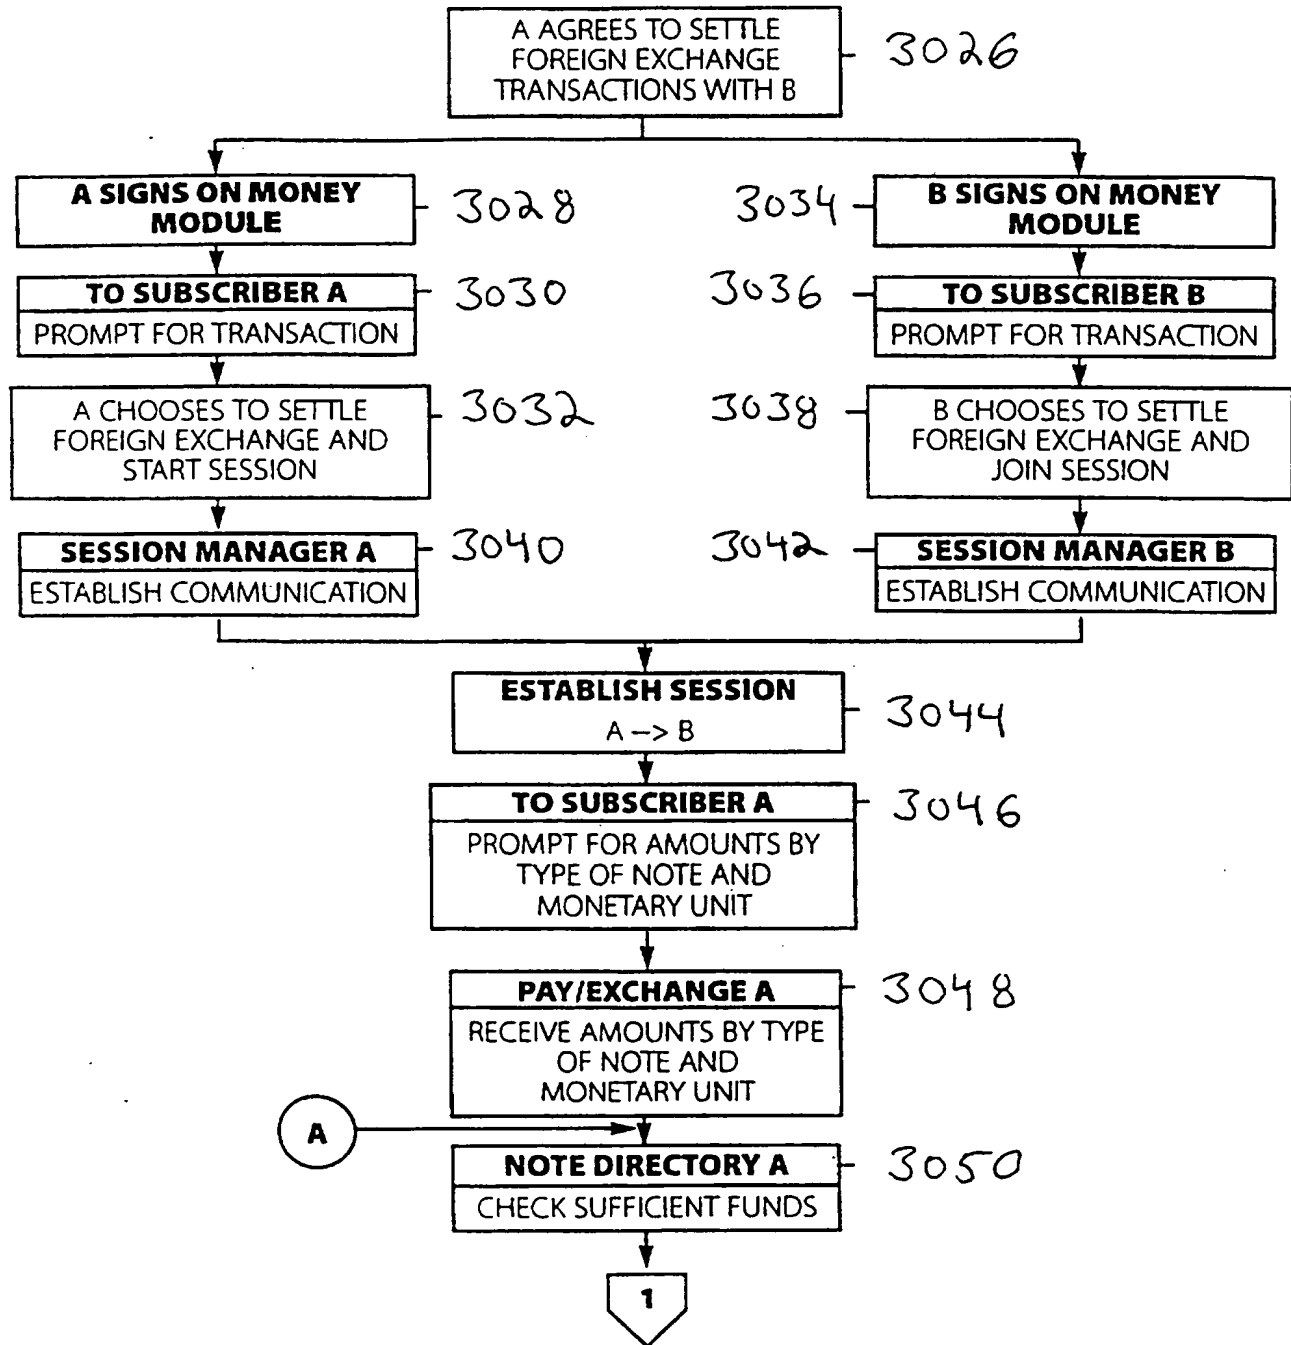 A AGREES TO SETTLE
FOREIGN EXCHANGE
TRANSACTIONS WITH B
3026
A SIGNS ON MONEY
MODULE
3028
3034
B SIGNS ON MONEY
MODULE
TO SUBSCRIBER A
PROMPT FOR TRANSACTION
3030
3036
TO SUBSCRIBER B
PROMPT FOR TRANSACTION
A CHOOSES TO SETTLE
FOREIGN EXCHANGE AND
START SESSION
3032
3038
B CHOOSES TO SETTLE
FOREIGN EXCHANGE AND
JOIN SESSION
SESSION MANAGER A
ESTABLISH COMMUNICATION
3040
3042
SESSION MANAGER B
ESTABLISH COMMUNICATION
ESTABLISH SESSION
A --> B
3044
TO SUBSCRIBER A
PROMPT FOR AMOUNTS BY
TYPE OF NOTE AND
MONETARY UNIT
3046
PAY/EXCHANGE A
RECEIVE AMOUNTS BY TYPE
OF NOTE AND
MONETARY UNIT
3048
A
NOTE DIRECTORY A
CHECK SUFFICIENT FUNDS
3050
1